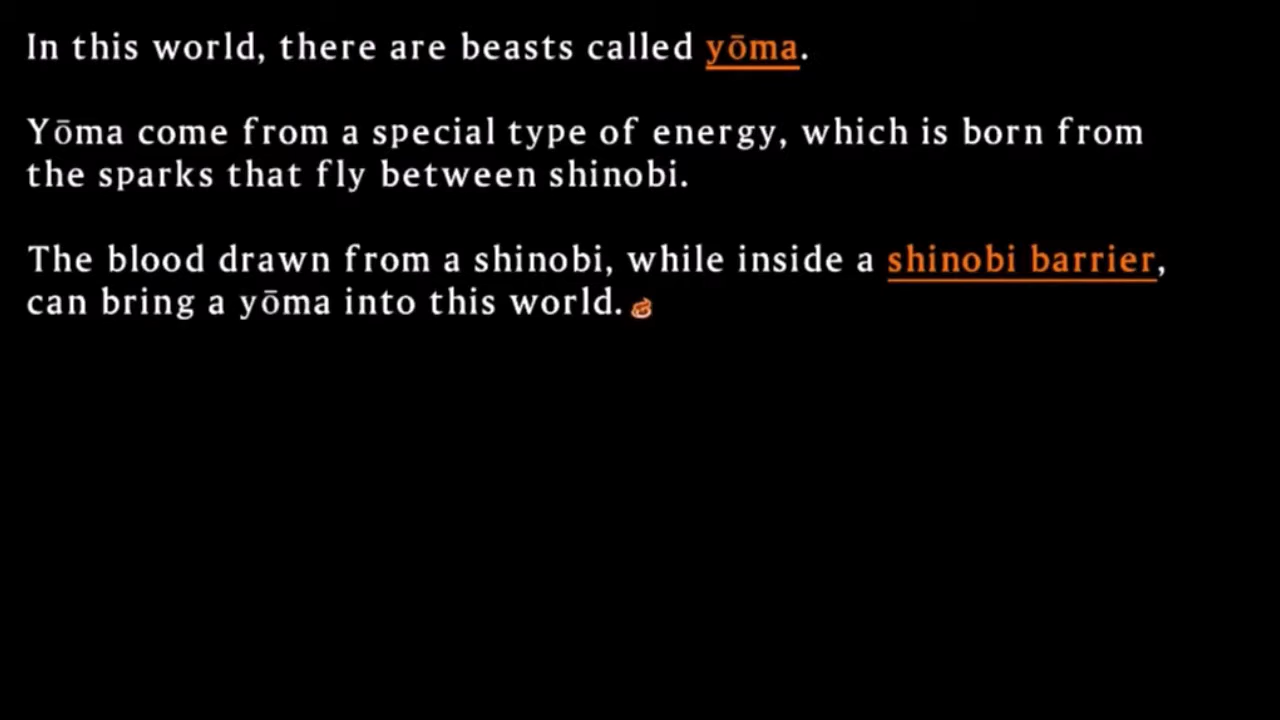 In this world, there are beasts called yōma.
Yōma come from a special type of energy, which is born from
the sparks that fly between shinobi.
The blood drawn from a shinobi, while inside a shinobi barrier,
can bring a yōma into this world.